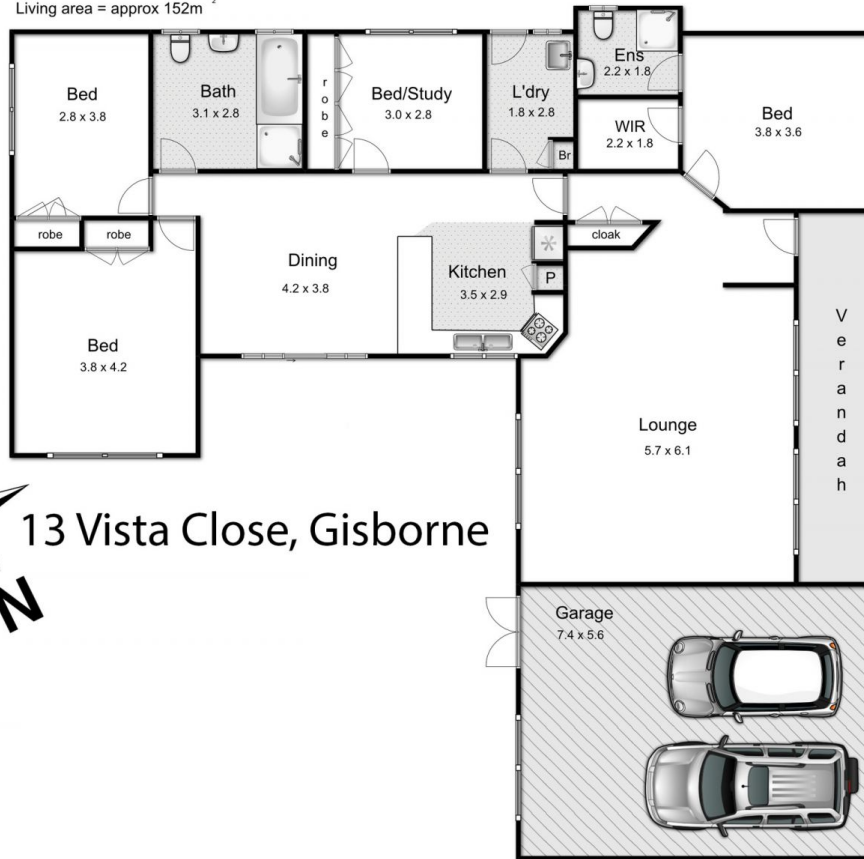 Living area = approx 152m²
Bed
2.8 x 3.8
Bath
3.1 x 2.8
robe
Bed/Study
3.0 x 2.8
L'dry
1.8 x 2.8
Br
Ens
2.2 x 1.8
WIR
2.2 x 1.8
Bed
3.8 x 3.6
robe
robe
cloak
Dining
4.2 x 3.8
Kitchen
3.5 x 2.9
P
Bed
3.8 x 4.2
Lounge
5.7 x 6.1
Verandah
13 Vista Close, Gisborne
N
Garage
7.4 x 5.6